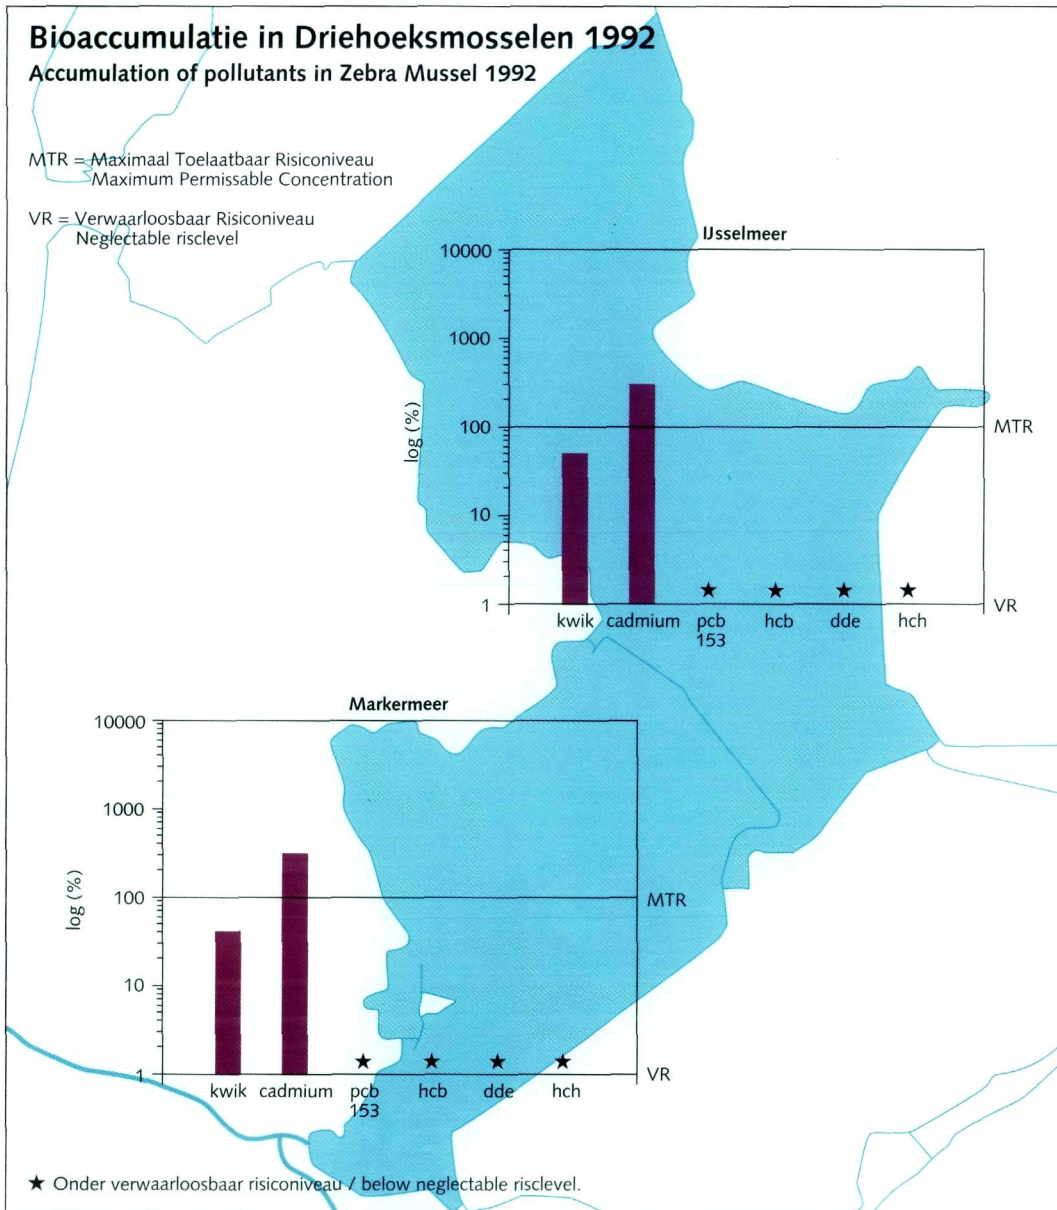 Bioaccumulatie in Driehoeksmosselen 1992
Accumulation of pollutants in Zebra Mussel 1992
MTR = Maximaal Toelaatbaar Risiconiveau
Maximum Permissable Concentration
VR = Verwaarloosbaar Risiconiveau
Neglectable risclevel
IJsselmeer
10000
1000
100
10
1
log (%)
MTR
VR
kwik cadmium pcb hcb dde hch
153
Markermeer
10000
1000
100
10
1
log (%)
MTR
VR
kwik cadmium pcb hcb dde hch
153
★ Onder verwaarloosbaar risiconiveau / below neglectable risclevel.